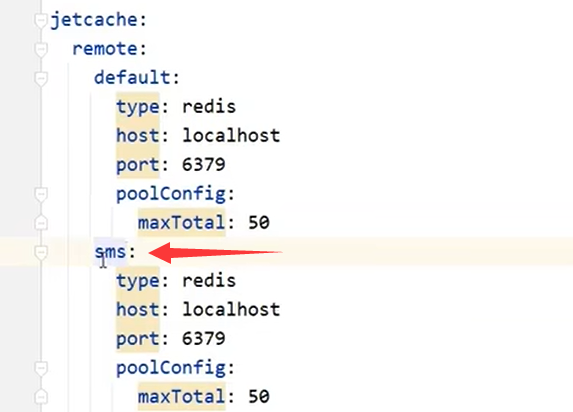 jetcache:
remote:
default:
type: redis
host: localhost
port: 6379
poolConfig:
maxTotal: 50
sms:
type: redis
host: localhost
port: 6379
poolConfig:
maxTotal: 50